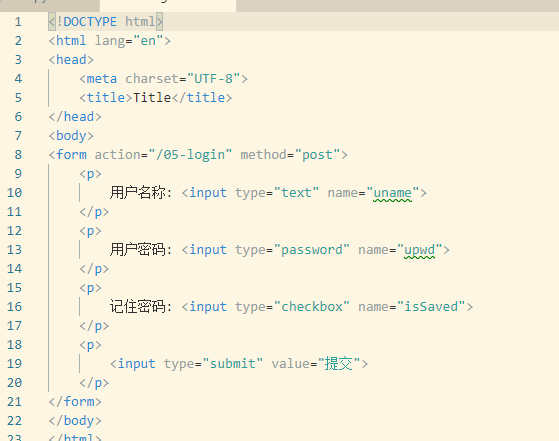 1 <!DOCTYPE html>
2 <html lang="en">
3 <head>
4     <meta charset="UTF-8">
5     <title>Title</title>
6 </head>
7 <body>
8 <form action="/05-login" method="post">
9     <p>
10         用户名称: <input type="text" name="uname">
11     </p>
12     <p>
13         用户密码: <input type="password" name="upwd">
14     </p>
15     <p>
16         记住密码: <input type="checkbox" name="isSaved">
17     </p>
18     <p>
19         <input type="submit" value="提交">
20     </p>
21 </form>
22 </body>
23 </html>